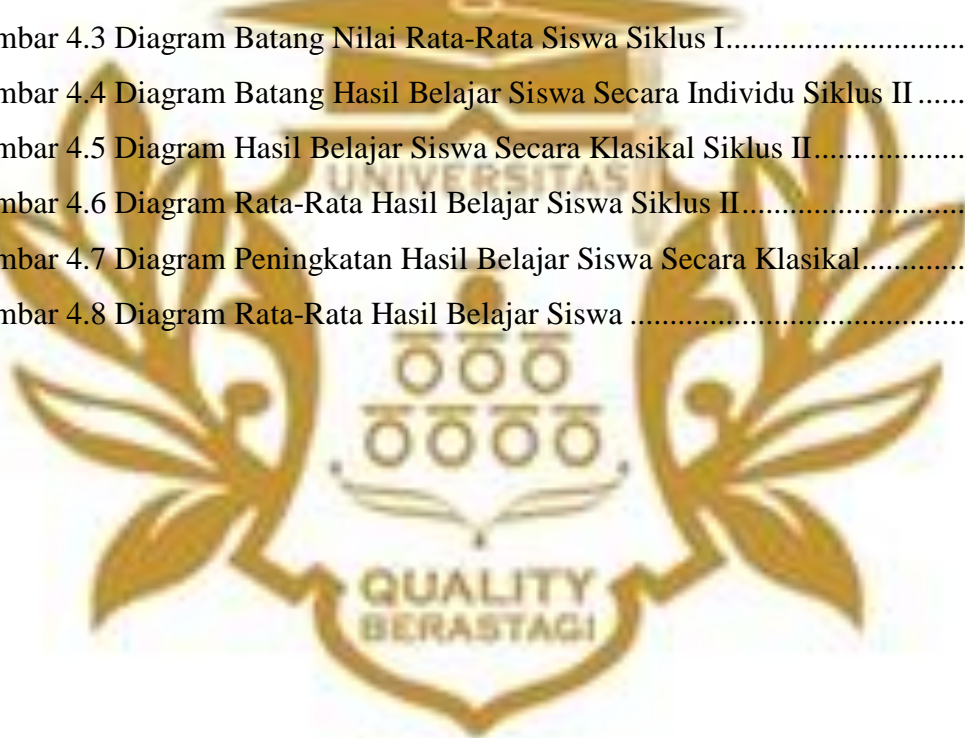 mbar 4.3 Diagram Batang Nilai Rata-Rata Siswa Siklus I.............................
mbar 4.4 Diagram Batang Hasil Belajar Siswa Secara Individu Siklus II ......
mbar 4.5 Diagram Hasil Belajar Siswa Secara Klasikal Siklus II..................
UNIVERSITAS
mbar 4.6 Diagram Rata-Rata Hasil Belajar Siswa Siklus II...........................
mbar 4.7 Diagram Peningkatan Hasil Belajar Siswa Secara Klasikal.............
mbar 4.8 Diagram Rata-Rata Hasil Belajar Siswa ........................................
QUALITY
BERASTAGI